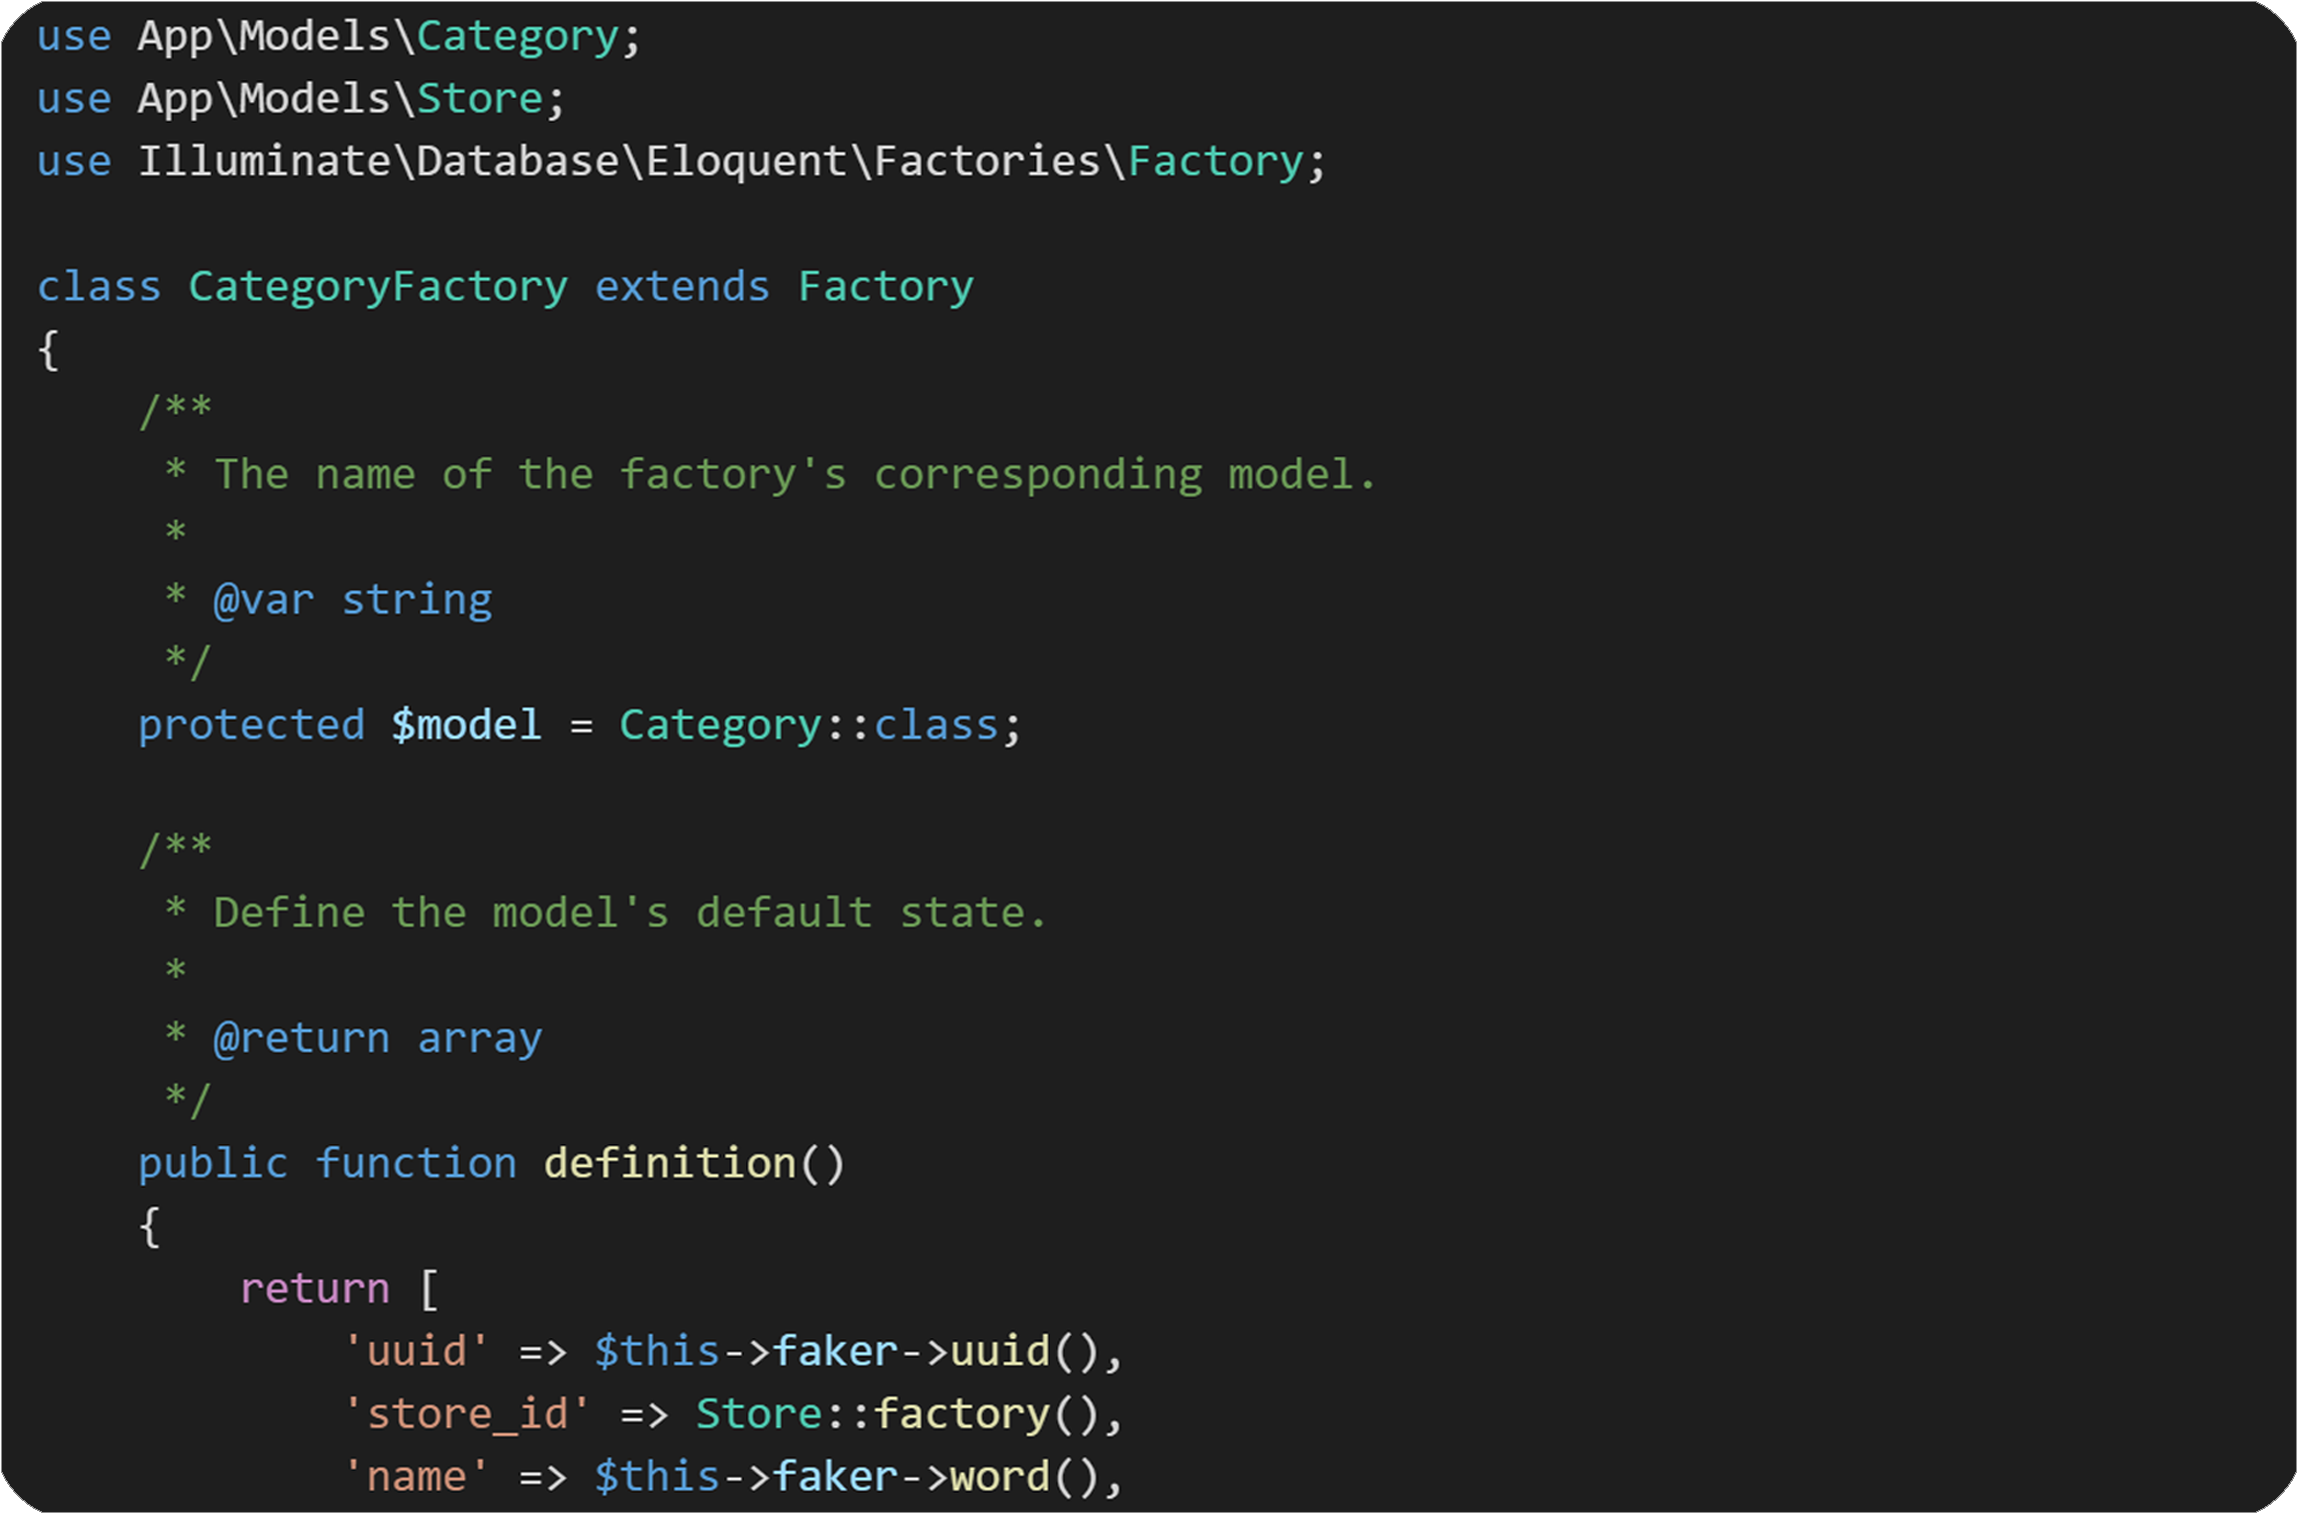 use App\Models\Category;
use App\Models\Store;
use Illuminate\Database\Eloquent\Factories\Factory;

class CategoryFactory extends Factory
{
    /**
     * The name of the factory's corresponding model.
     *
     * @var string
     */
    protected $model = Category::class;

    /**
     * Define the model's default state.
     *
     * @return array
     */
    public function definition()
    {
        return [
            'uuid' => $this->faker->uuid(),
            'store_id' => Store::factory(),
            'name' => $this->faker->word(),